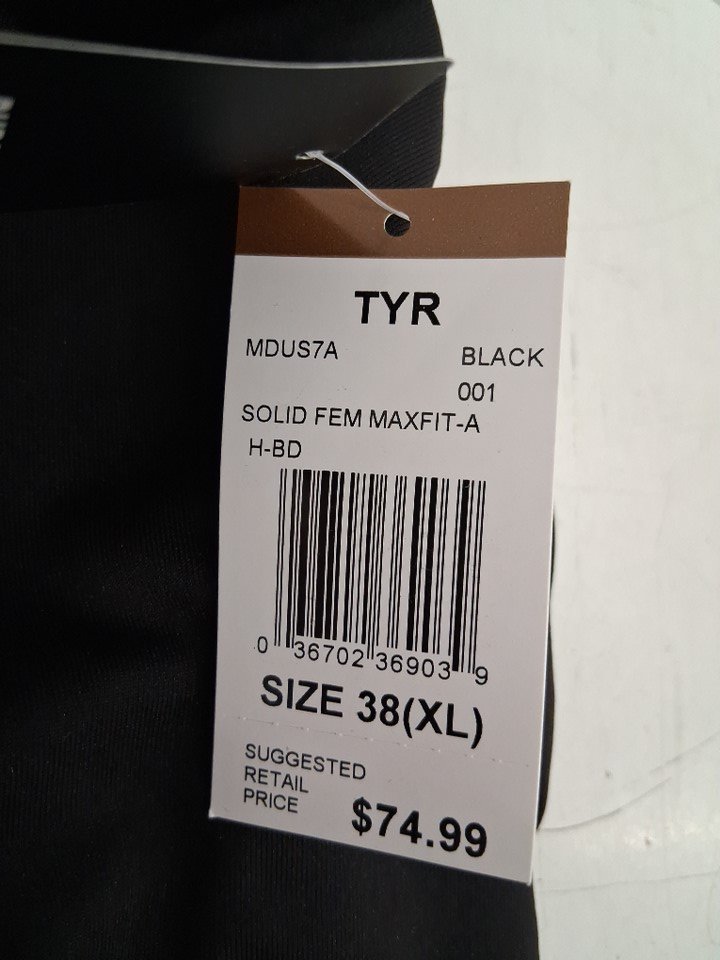 TYR
MDUS7A BLACK
001
SOLID FEM MAXFIT-A
H-BD
0 36702 36903 9
SIZE 38(XL)
SUGGESTED
RETAIL
PRICE $74.99